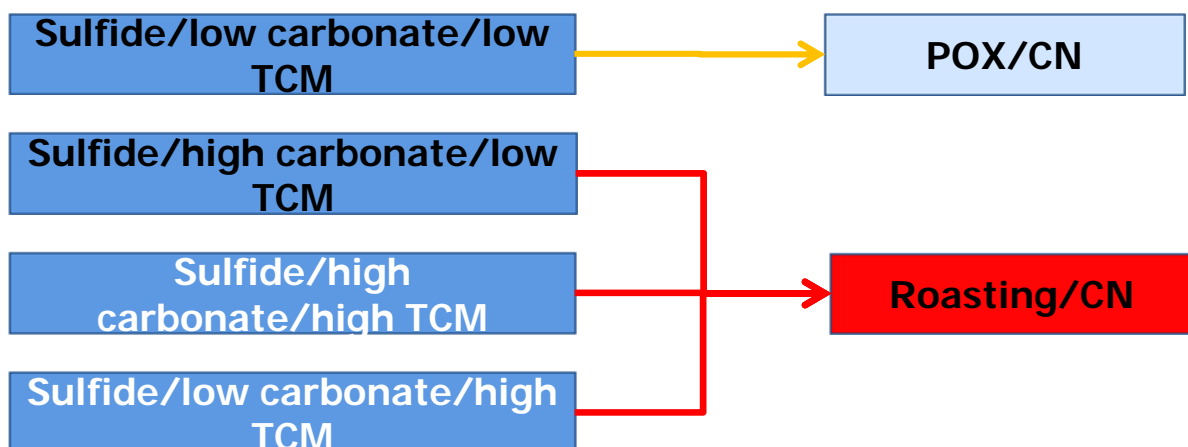 Sulfide/low carbonate/low
TCM
POX/CN
Sulfide/high carbonate/low
TCM
Sulfide/high
carbonate/high TCM
Roasting/CN
Sulfide/low carbonate/high
TCM